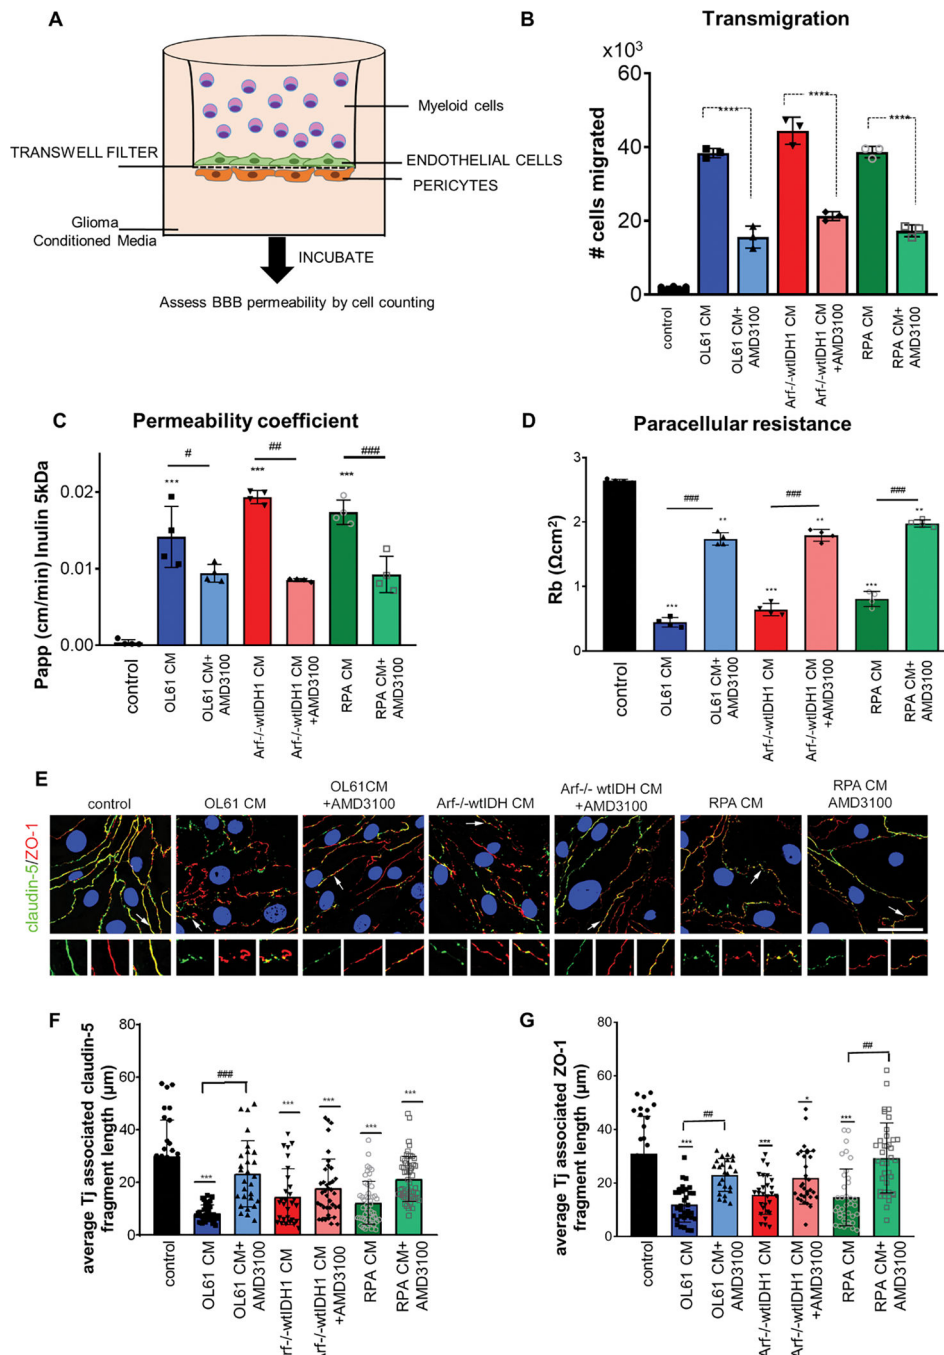 A
Myeloid cells
TRANSWELL FILTER
ENDOTHELIAL CELLS
PERICYTES
Glioma
Conditioned Media
INCUBATE
Assess BBB permeability by cell counting
B
Transmigration
x10³
# cells migrated
60
40
20
0
****
****
****
control
OL61 CM
OL61 CM+
AMD3100
Arf-/-wtIDH1 CM
Arf-/-wtIDH1 CM
+AMD3100
RPA CM
RPA CM+
AMD3100
C
Permeability coefficient
Papp (cm/min) Inulin 5kDa
0.02
0.01
0.00
***
#
***
##
***
###
control
OL61 CM
OL61 CM+
AMD3100
Arf-/-wtIDH1 CM
Arf-/-wtIDH1 CM
+AMD3100
RPA CM
RPA CM+
AMD3100
D
Paracellular resistance
Rb (Ωcm²)
3
2
1
0
***
###
**
***
###
**
***
###
**
control
OL61 CM
OL61 CM+
AMD3100
Arf-/-wtIDH1 CM
Arf-/-wtIDH1 CM
+AMD3100
RPA CM
RPA CM+
AMD3100
E
claudin-5/ZO-1
control
OL61 CM
OL61CM
+AMD3100
Arf-/-wtIDH CM
Arf-/- wtIDH CM
+AMD3100
RPA CM
RPA CM
AMD3100
F
average Tj associated claudin-5
fragment length (µm)
80
60
40
20
0
***
###
***
***
***
***
control
OL61 CM
OL61 CM+
AMD3100
Arf-/-wtIDH1 CM
Arf-/-wtIDH1 CM
+AMD3100
RPA CM
RPA CM+
AMD3100
G
average Tj associated ZO-1
fragment length (µm)
80
60
40
20
0
***
##
***
*
***
##
control
OL61 CM
OL61 CM+
AMD3100
Arf-/-wtIDH1 CM
Arf-/-wtIDH1 CM
+AMD3100
RPA CM
RPA CM+
AMD3100